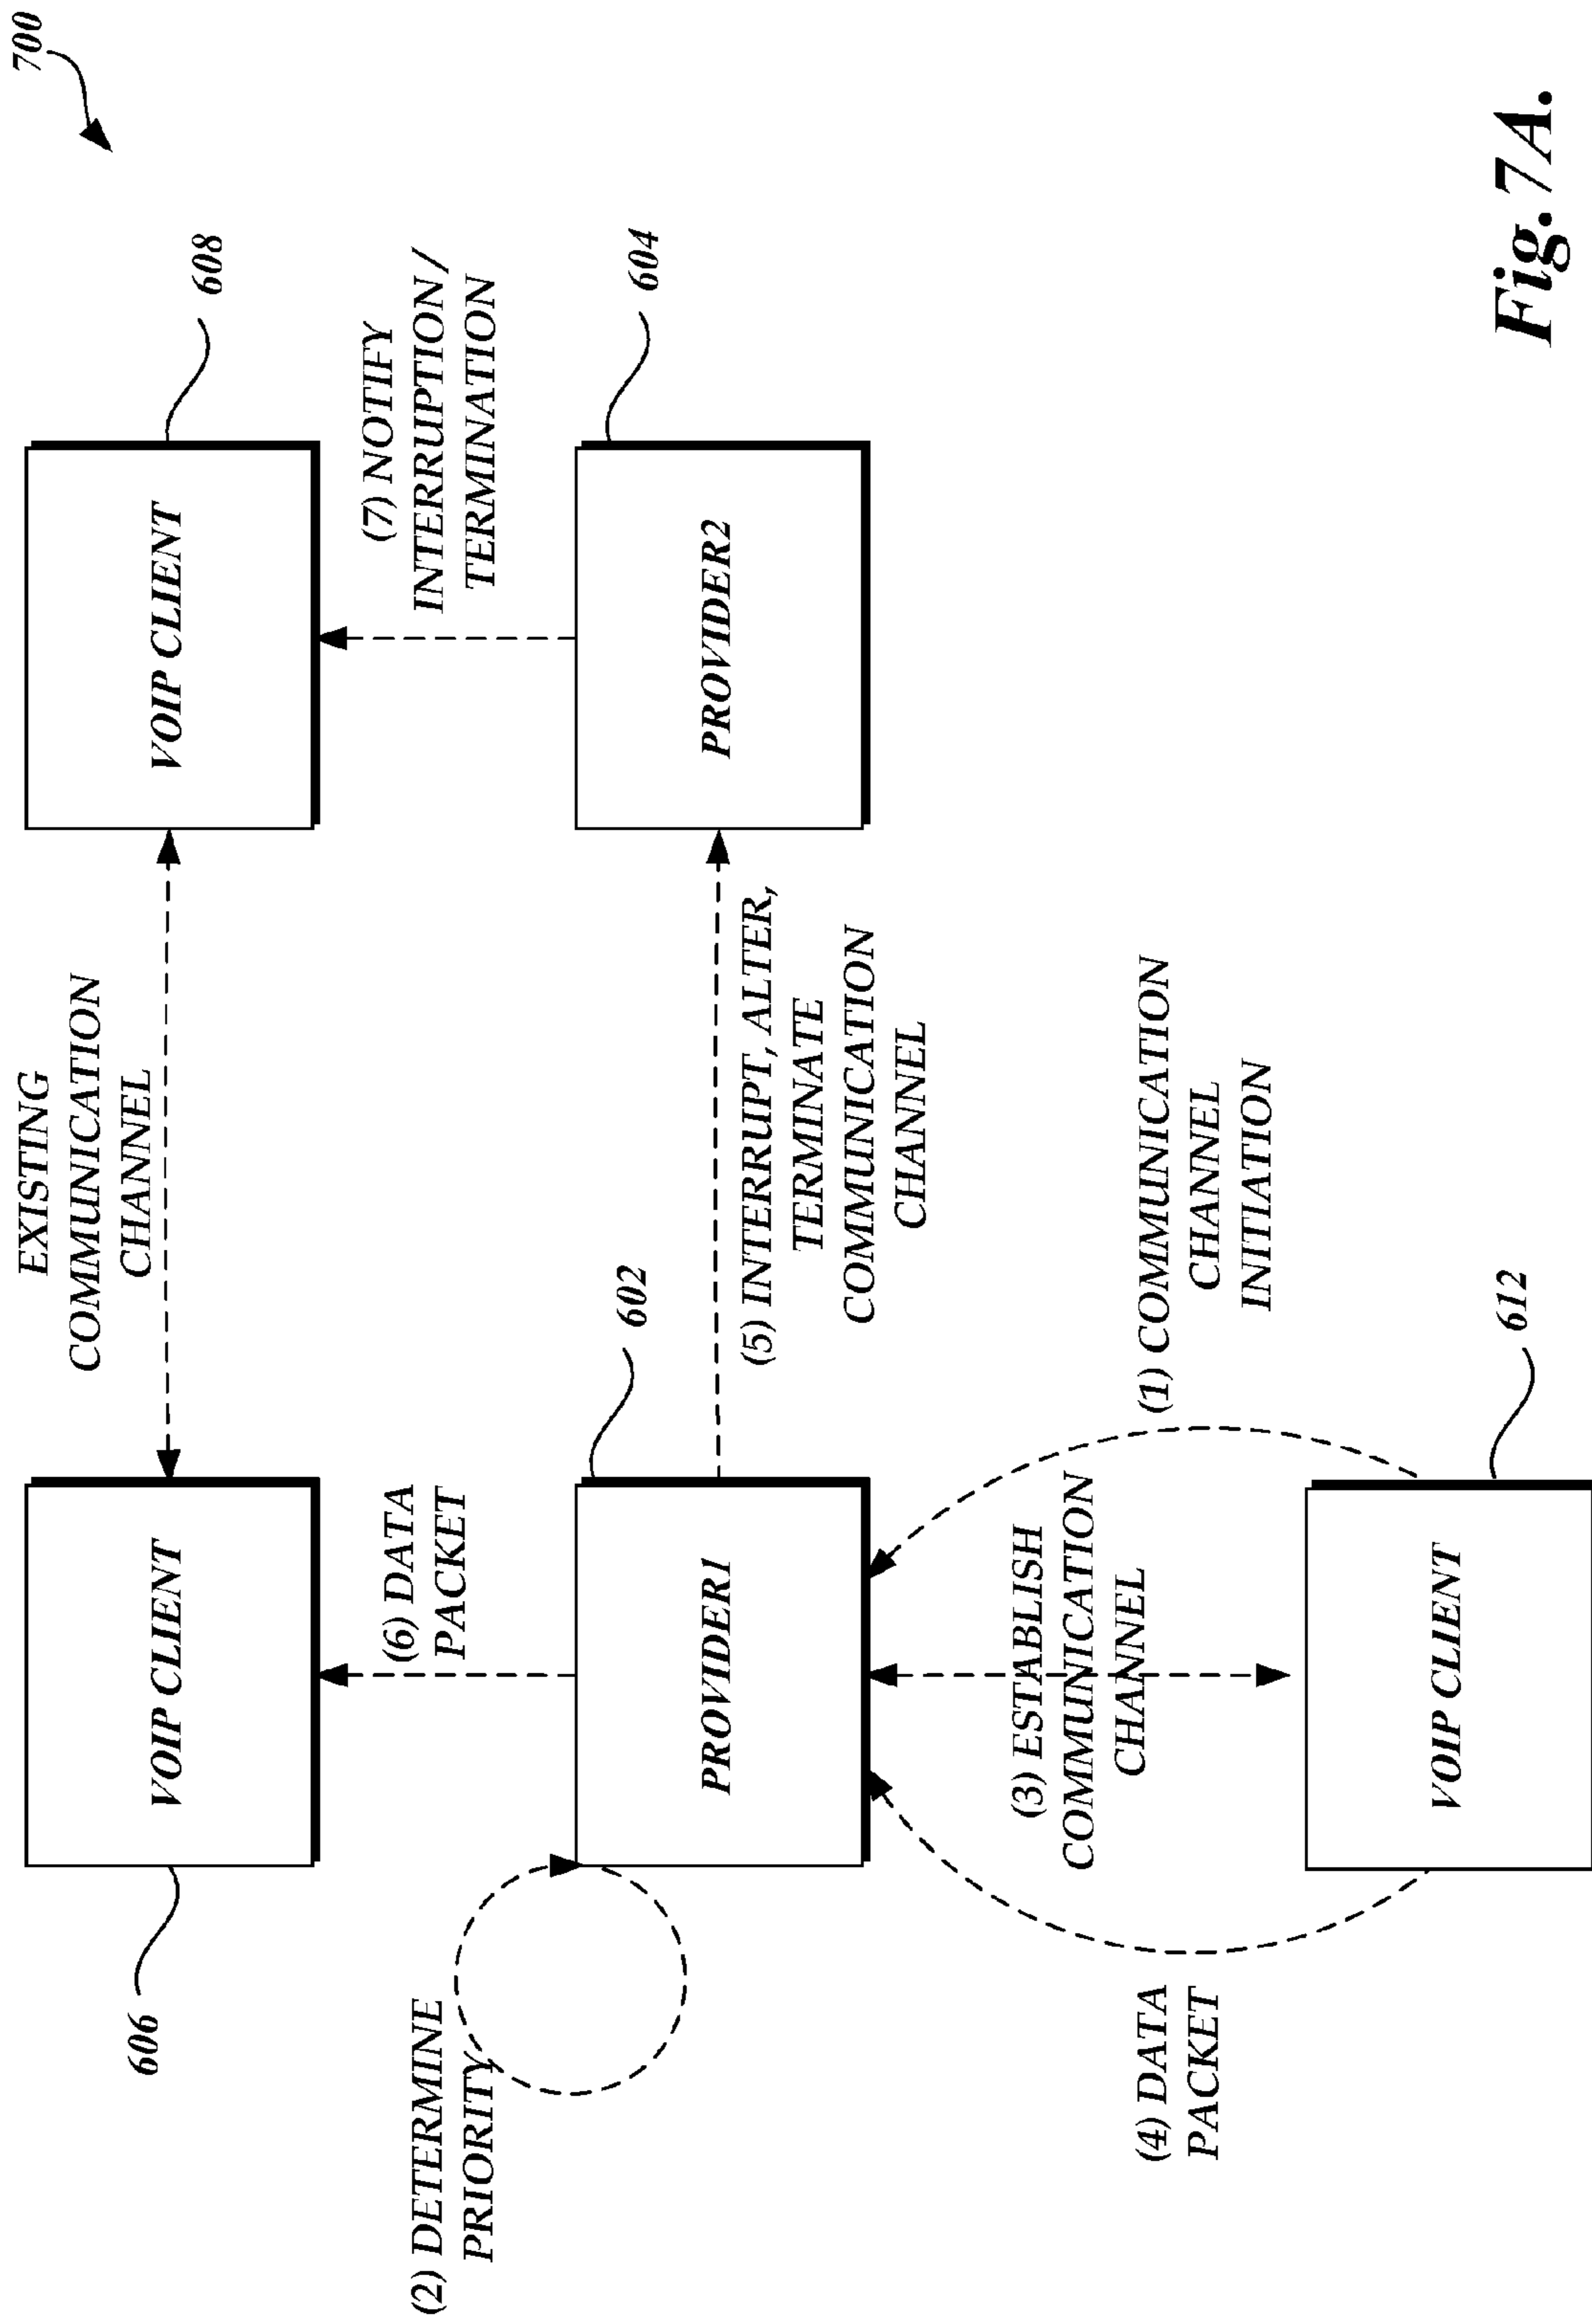 700
EXISTING
COMMUNICATION
CHANNEL
606
VOIP CLIENT
VOIP CLIENT
608
(2) DETERMINE
PRIORITY
(6) DATA
PACKET
(7) NOTIFY
INTERRUPTION /
TERMINATION
602
604
PROVIDER1
PROVIDER2
(5) INTERRUPT, ALTER,
TERMINATE
COMMUNICATION
CHANNEL
(3) ESTABLISH
COMMUNICATION
CHANNEL
(4) DATA
PACKET
(1) COMMUNICATION
CHANNEL
INITIATION
VOIP CLIENT
612
Fig.7A.